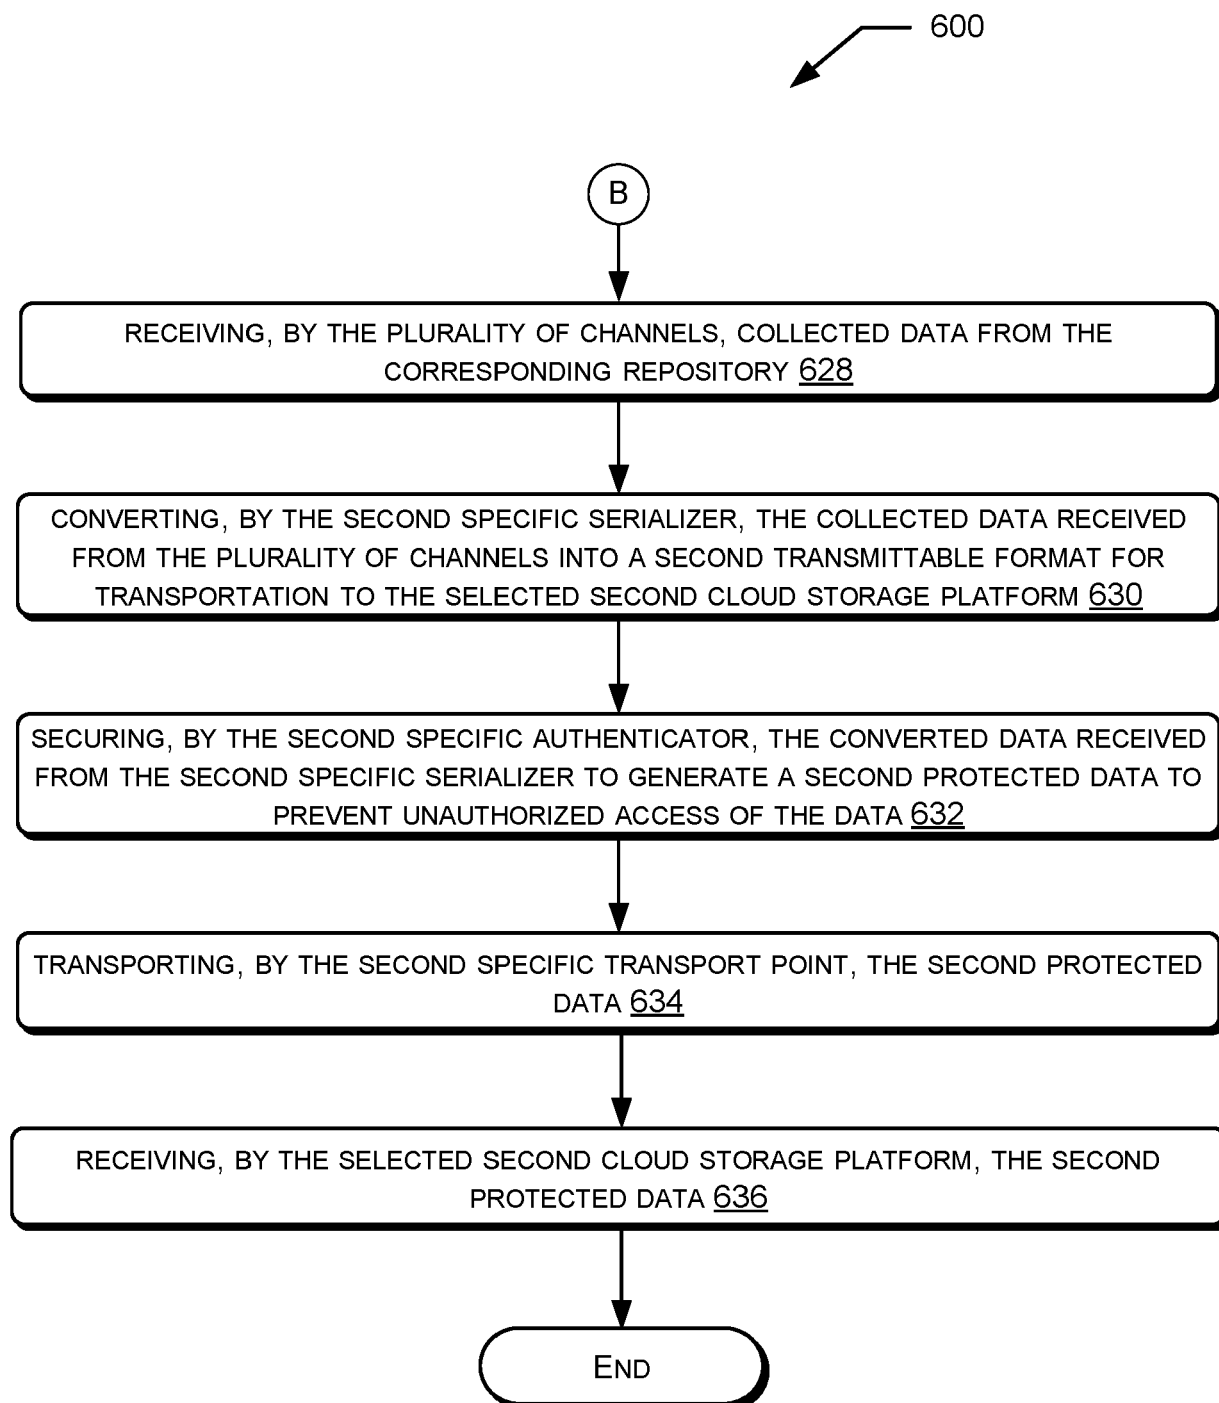 600
B
RECEIVING, BY THE PLURALITY OF CHANNELS, COLLECTED DATA FROM THE
CORRESPONDING REPOSITORY 628
CONVERTING, BY THE SECOND SPECIFIC SERIALIZER, THE COLLECTED DATA RECEIVED
FROM THE PLURALITY OF CHANNELS INTO A SECOND TRANSMITTABLE FORMAT FOR
TRANSPORTATION TO THE SELECTED SECOND CLOUD STORAGE PLATFORM 630
SECURING, BY THE SECOND SPECIFIC AUTHENTICATOR, THE CONVERTED DATA RECEIVED
FROM THE SECOND SPECIFIC SERIALIZER TO GENERATE A SECOND PROTECTED DATA TO
PREVENT UNAUTHORIZED ACCESS OF THE DATA 632
TRANSPORTING, BY THE SECOND SPECIFIC TRANSPORT POINT, THE SECOND PROTECTED
DATA 634
RECEIVING, BY THE SELECTED SECOND CLOUD STORAGE PLATFORM, THE SECOND
PROTECTED DATA 636
END